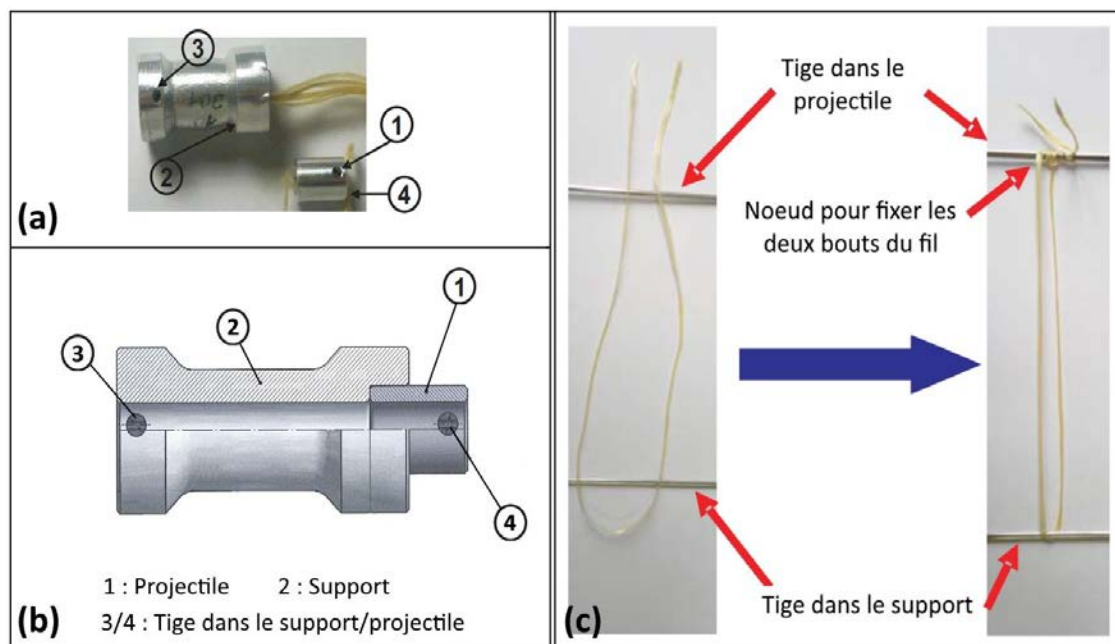 3
2
1
4
(a)
1
2
3
4
1 : Projectile 2 : Support
3/4 : Tige dans le support/projectile
(b)
Tige dans le
projectile
Noeud pour fixer les
deux bouts du fil
Tige dans le support
(c)